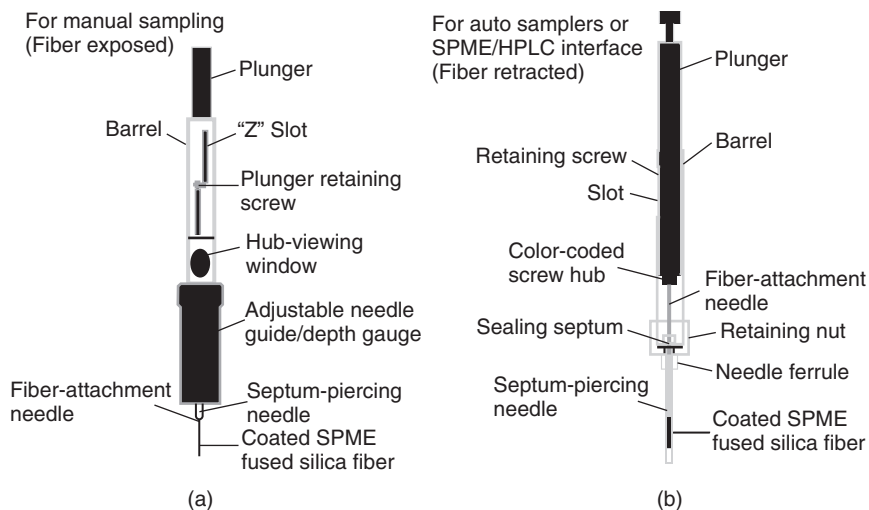 For manual sampling
(Fiber exposed)
Plunger
Barrel
“Z” Slot
Plunger retaining
screw
Hub-viewing
window
Adjustable needle
guide/depth gauge
Fiber-attachment
needle
Septum-piercing
needle
Coated SPME
fused silica fiber
(a)
For auto samplers or
SPME/HPLC interface
(Fiber retracted)
Plunger
Barrel
Retaining screw
Slot
Color-coded
screw hub
Fiber-attachment
needle
Sealing septum
Retaining nut
Needle ferrule
Septum-piercing
needle
Coated SPME
fused silica fiber
(b)